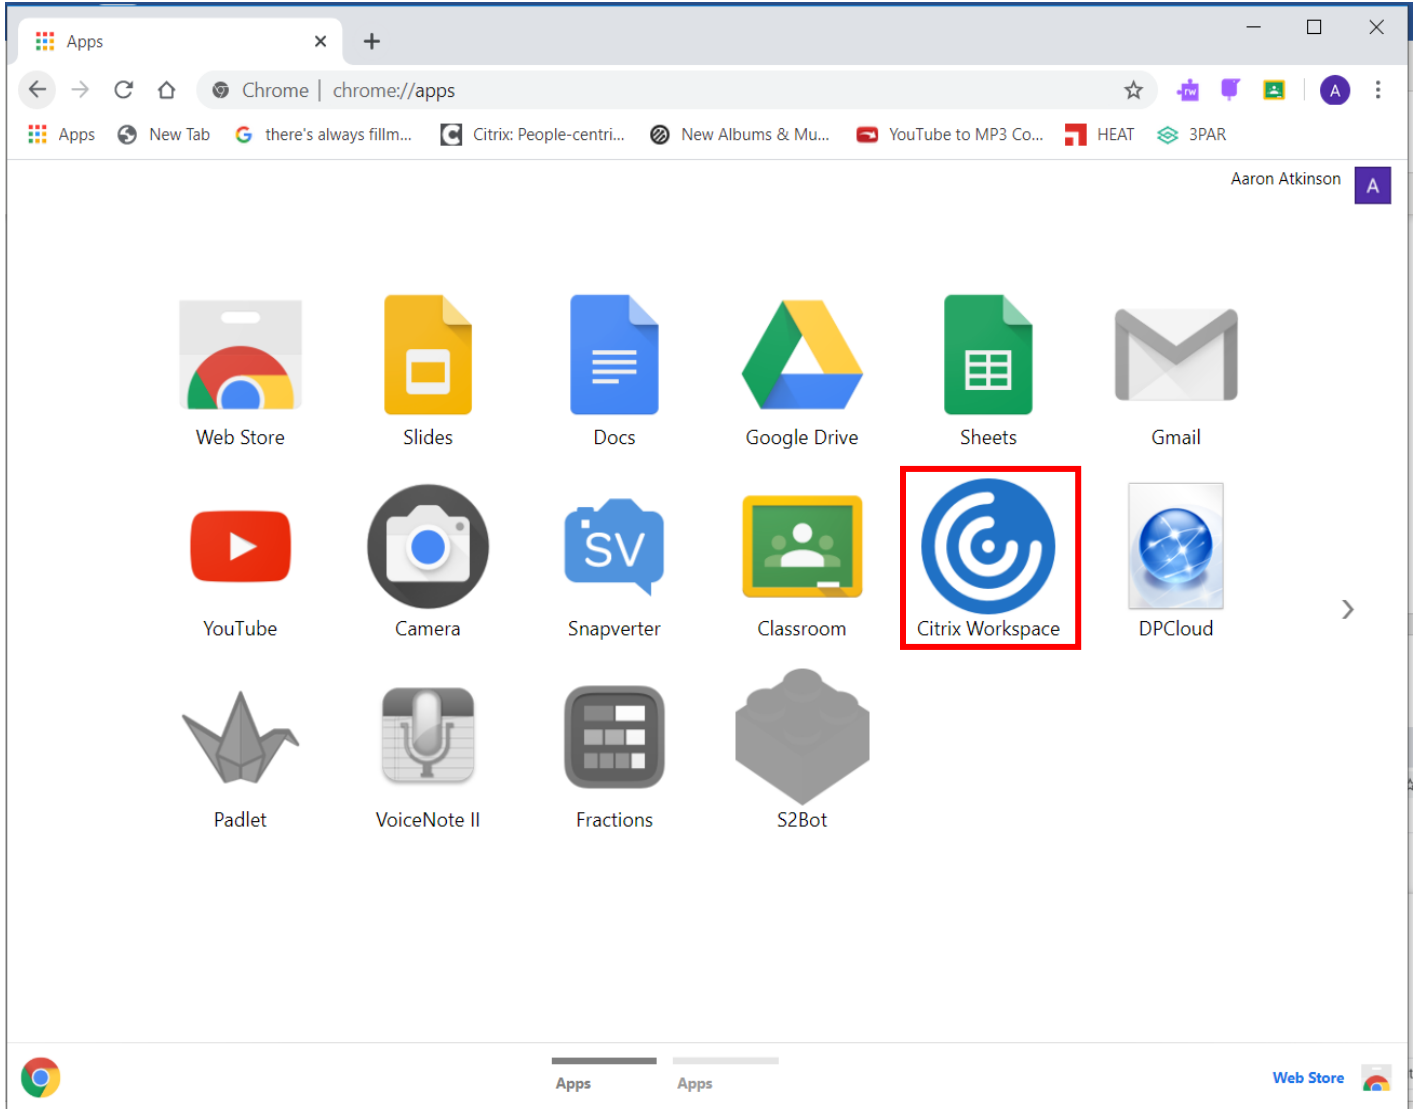 Apps
Chrome | chrome://apps
rw
A
Apps
New Tab
there's always fillm...
Citrix: People-centri...
New Albums & Mu...
YouTube to MP3 Co...
HEAT
3PAR
Aaron Atkinson
A
Web Store
Slides
Docs
Google Drive
Sheets
Gmail
SV
YouTube
Camera
Snapverter
Classroom
Citrix Workspace
DPCloud
Padlet
VoiceNote II
Fractions
S2Bot
Apps
Apps
Web Store